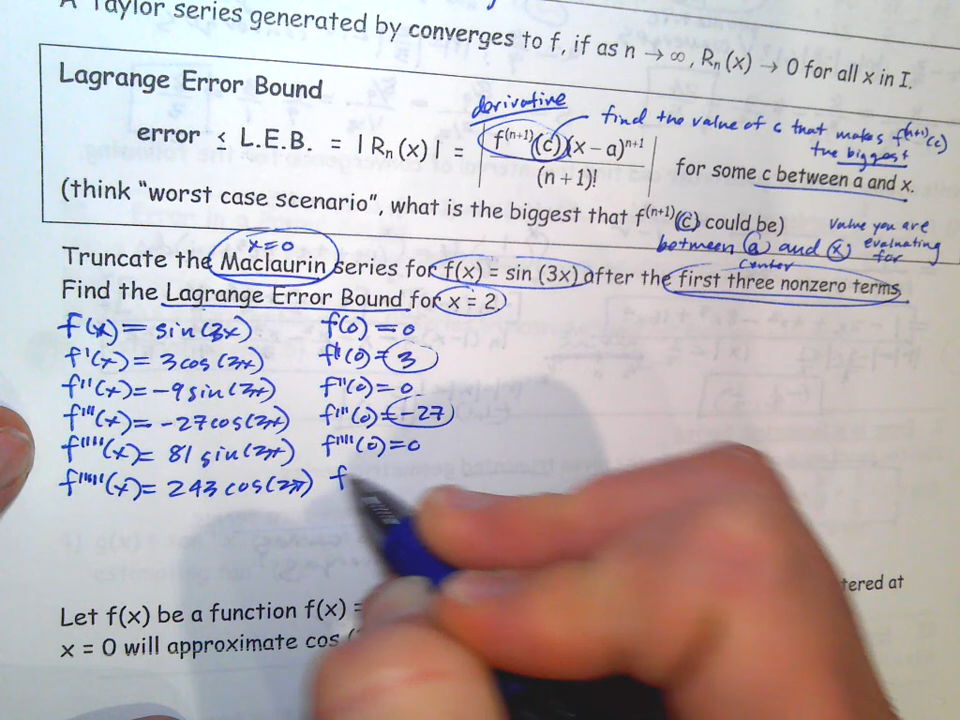 A Taylor series generated by converges to f, if as n → ∞, Rₙ(x) → 0 for all x in I.
Lagrange Error Bound
derivative
find the value of c that makes f⁽ⁿ⁺¹⁾(c)
the biggest
error ≤ L.E.B. = |Rₙ(x)| = | f⁽ⁿ⁺¹⁾(c)(x − a)ⁿ⁺¹ / (n + 1)! | for some c between a and x.
(think “worst case scenario”, what is the biggest that f⁽ⁿ⁺¹⁾(c) could be)
between a and x
value you are
evaluating
for
center
x=0
Truncate the Maclaurin series for f(x) = sin (3x) after the first three nonzero terms.
Find the Lagrange Error Bound for x = 2.
f(x) = sin(3x) f(0) = 0
f'(x) = 3cos(3x) f'(0) = 3
f''(x) = -9sin(3x) f''(0) = 0
f'''(x) = -27cos(3x) f'''(0) = -27
f''''(x) = 81 sin(3x) f''''(0) = 0
f'''''(x) = 243 cos(3x) f
Let f(x) be a function f(x) =
tered at
x = 0 will approximate cos (